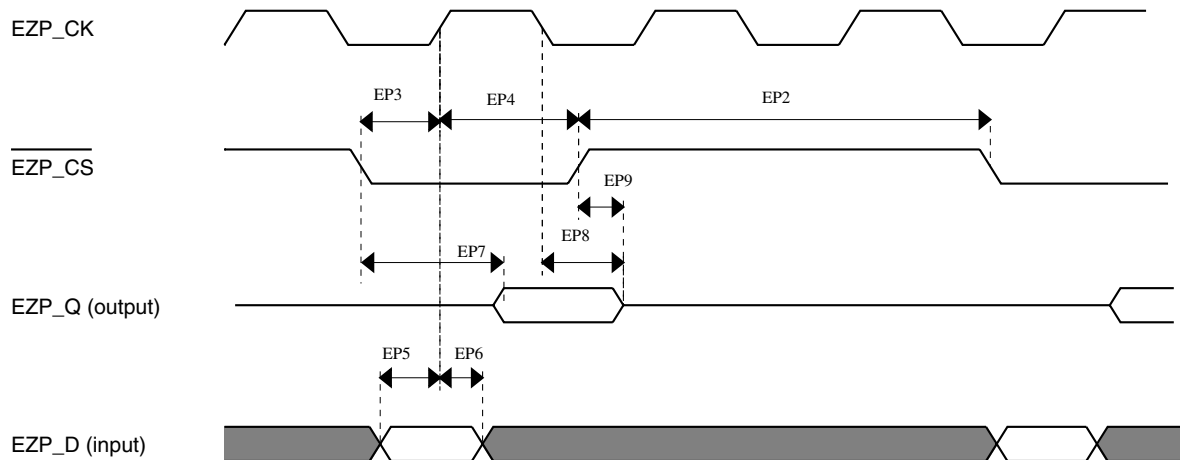 EZP_CK
EP3
EP4
EP2
EZP_CS
EP9
EP8
EP7
EZP_Q (output)
EP5
EP6
EZP_D (input)